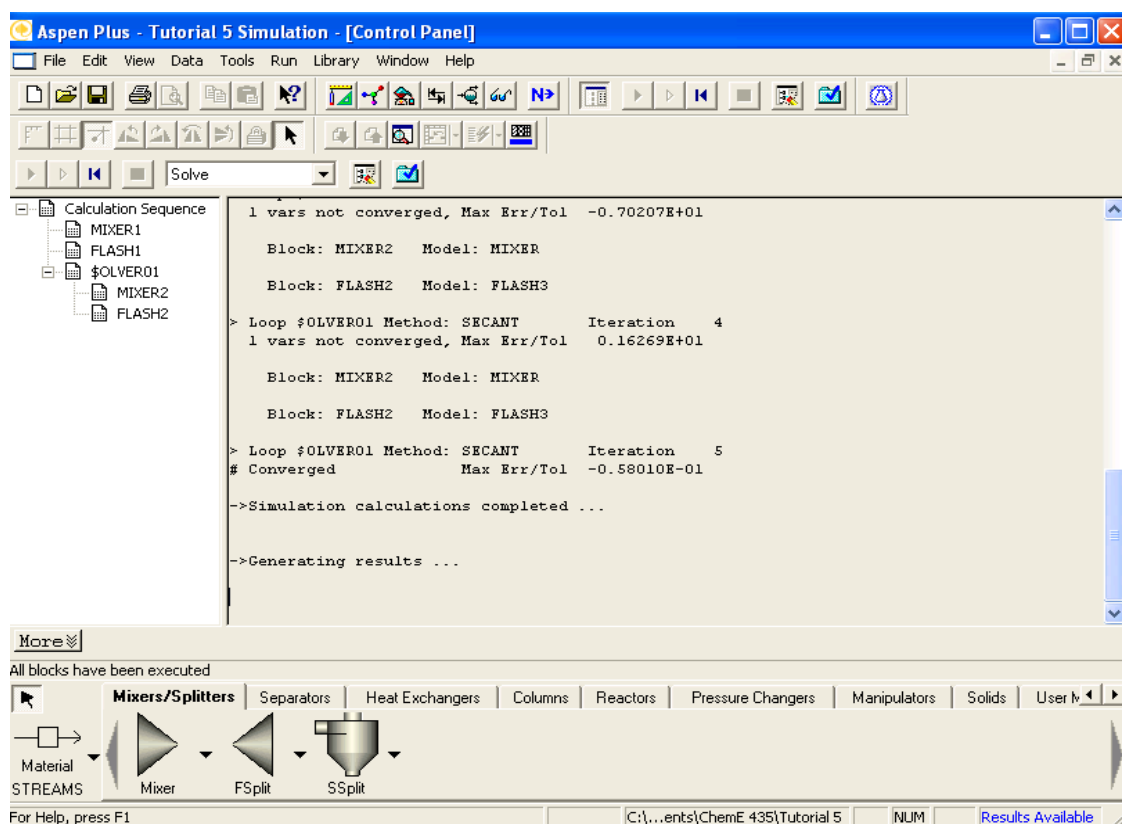 Aspen Plus - Tutorial 5 Simulation - [Control Panel]
File Edit View Data Tools Run Library Window Help
N>
Solve
Calculation Sequence
MIXER1
FLASH1
$OLVER01
MIXER2
FLASH2
1 vars not converged, Max Err/Tol -0.70207E+01
Block: MIXER2 Model: MIXER
Block: FLASH2 Model: FLASH3
> Loop $OLVER01 Method: SECANT Iteration 4
1 vars not converged, Max Err/Tol 0.16269E+01
Block: MIXER2 Model: MIXER
Block: FLASH2 Model: FLASH3
> Loop $OLVER01 Method: SECANT Iteration 5
# Converged Max Err/Tol -0.58010E-01
->Simulation calculations completed ...
->Generating results ...
More
All blocks have been executed
Mixers/Splitters Separators Heat Exchangers Columns Reactors Pressure Changers Manipulators Solids User
Material
STREAMS Mixer FSplit SSplit
For Help, press F1 C:\...ents\ChemE 435\Tutorial 5 NUM Results Available